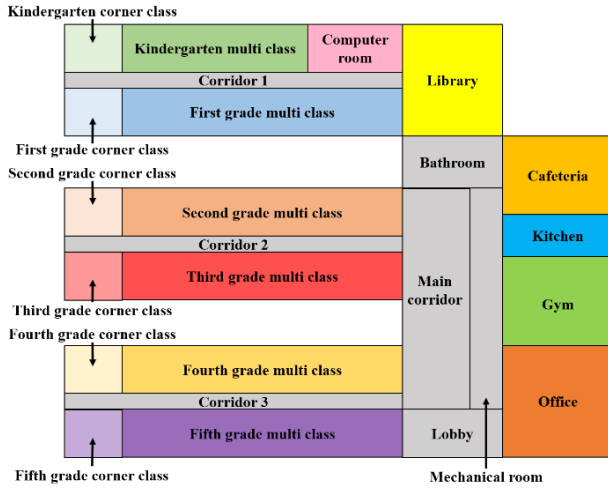 Kindergarten corner class
Kindergarten multi class
Computer
room
Corridor 1
Library
First grade multi class
First grade corner class
Second grade corner class
Bathroom
Cafeteria
Second grade multi class
Corridor 2
Kitchen
Third grade multi class
Main
corridor
Gym
Third grade corner class
Fourth grade corner class
Fourth grade multi class
Corridor 3
Office
Fifth grade multi class
Lobby
Fifth grade corner class
Mechanical room